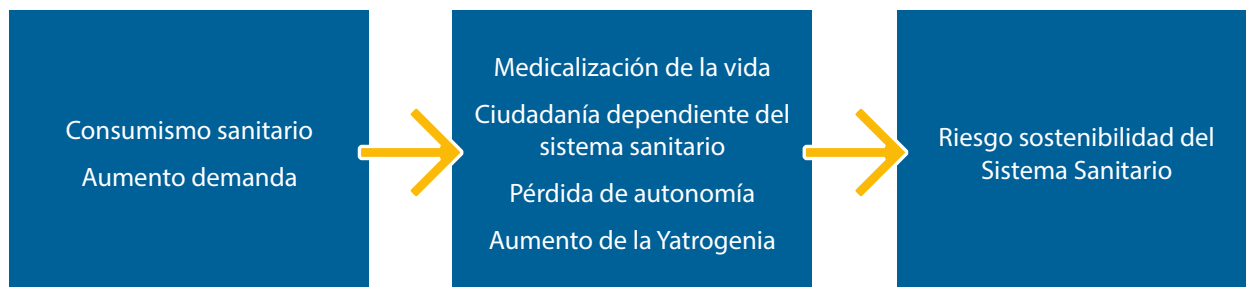 Consumismo sanitario
Aumento demanda
Medicalización de la vida
Ciudadanía dependiente del
sistema sanitario
Pérdida de autonomía
Aumento de la Yatrogenia
Riesgo sostenibilidad del
Sistema Sanitario